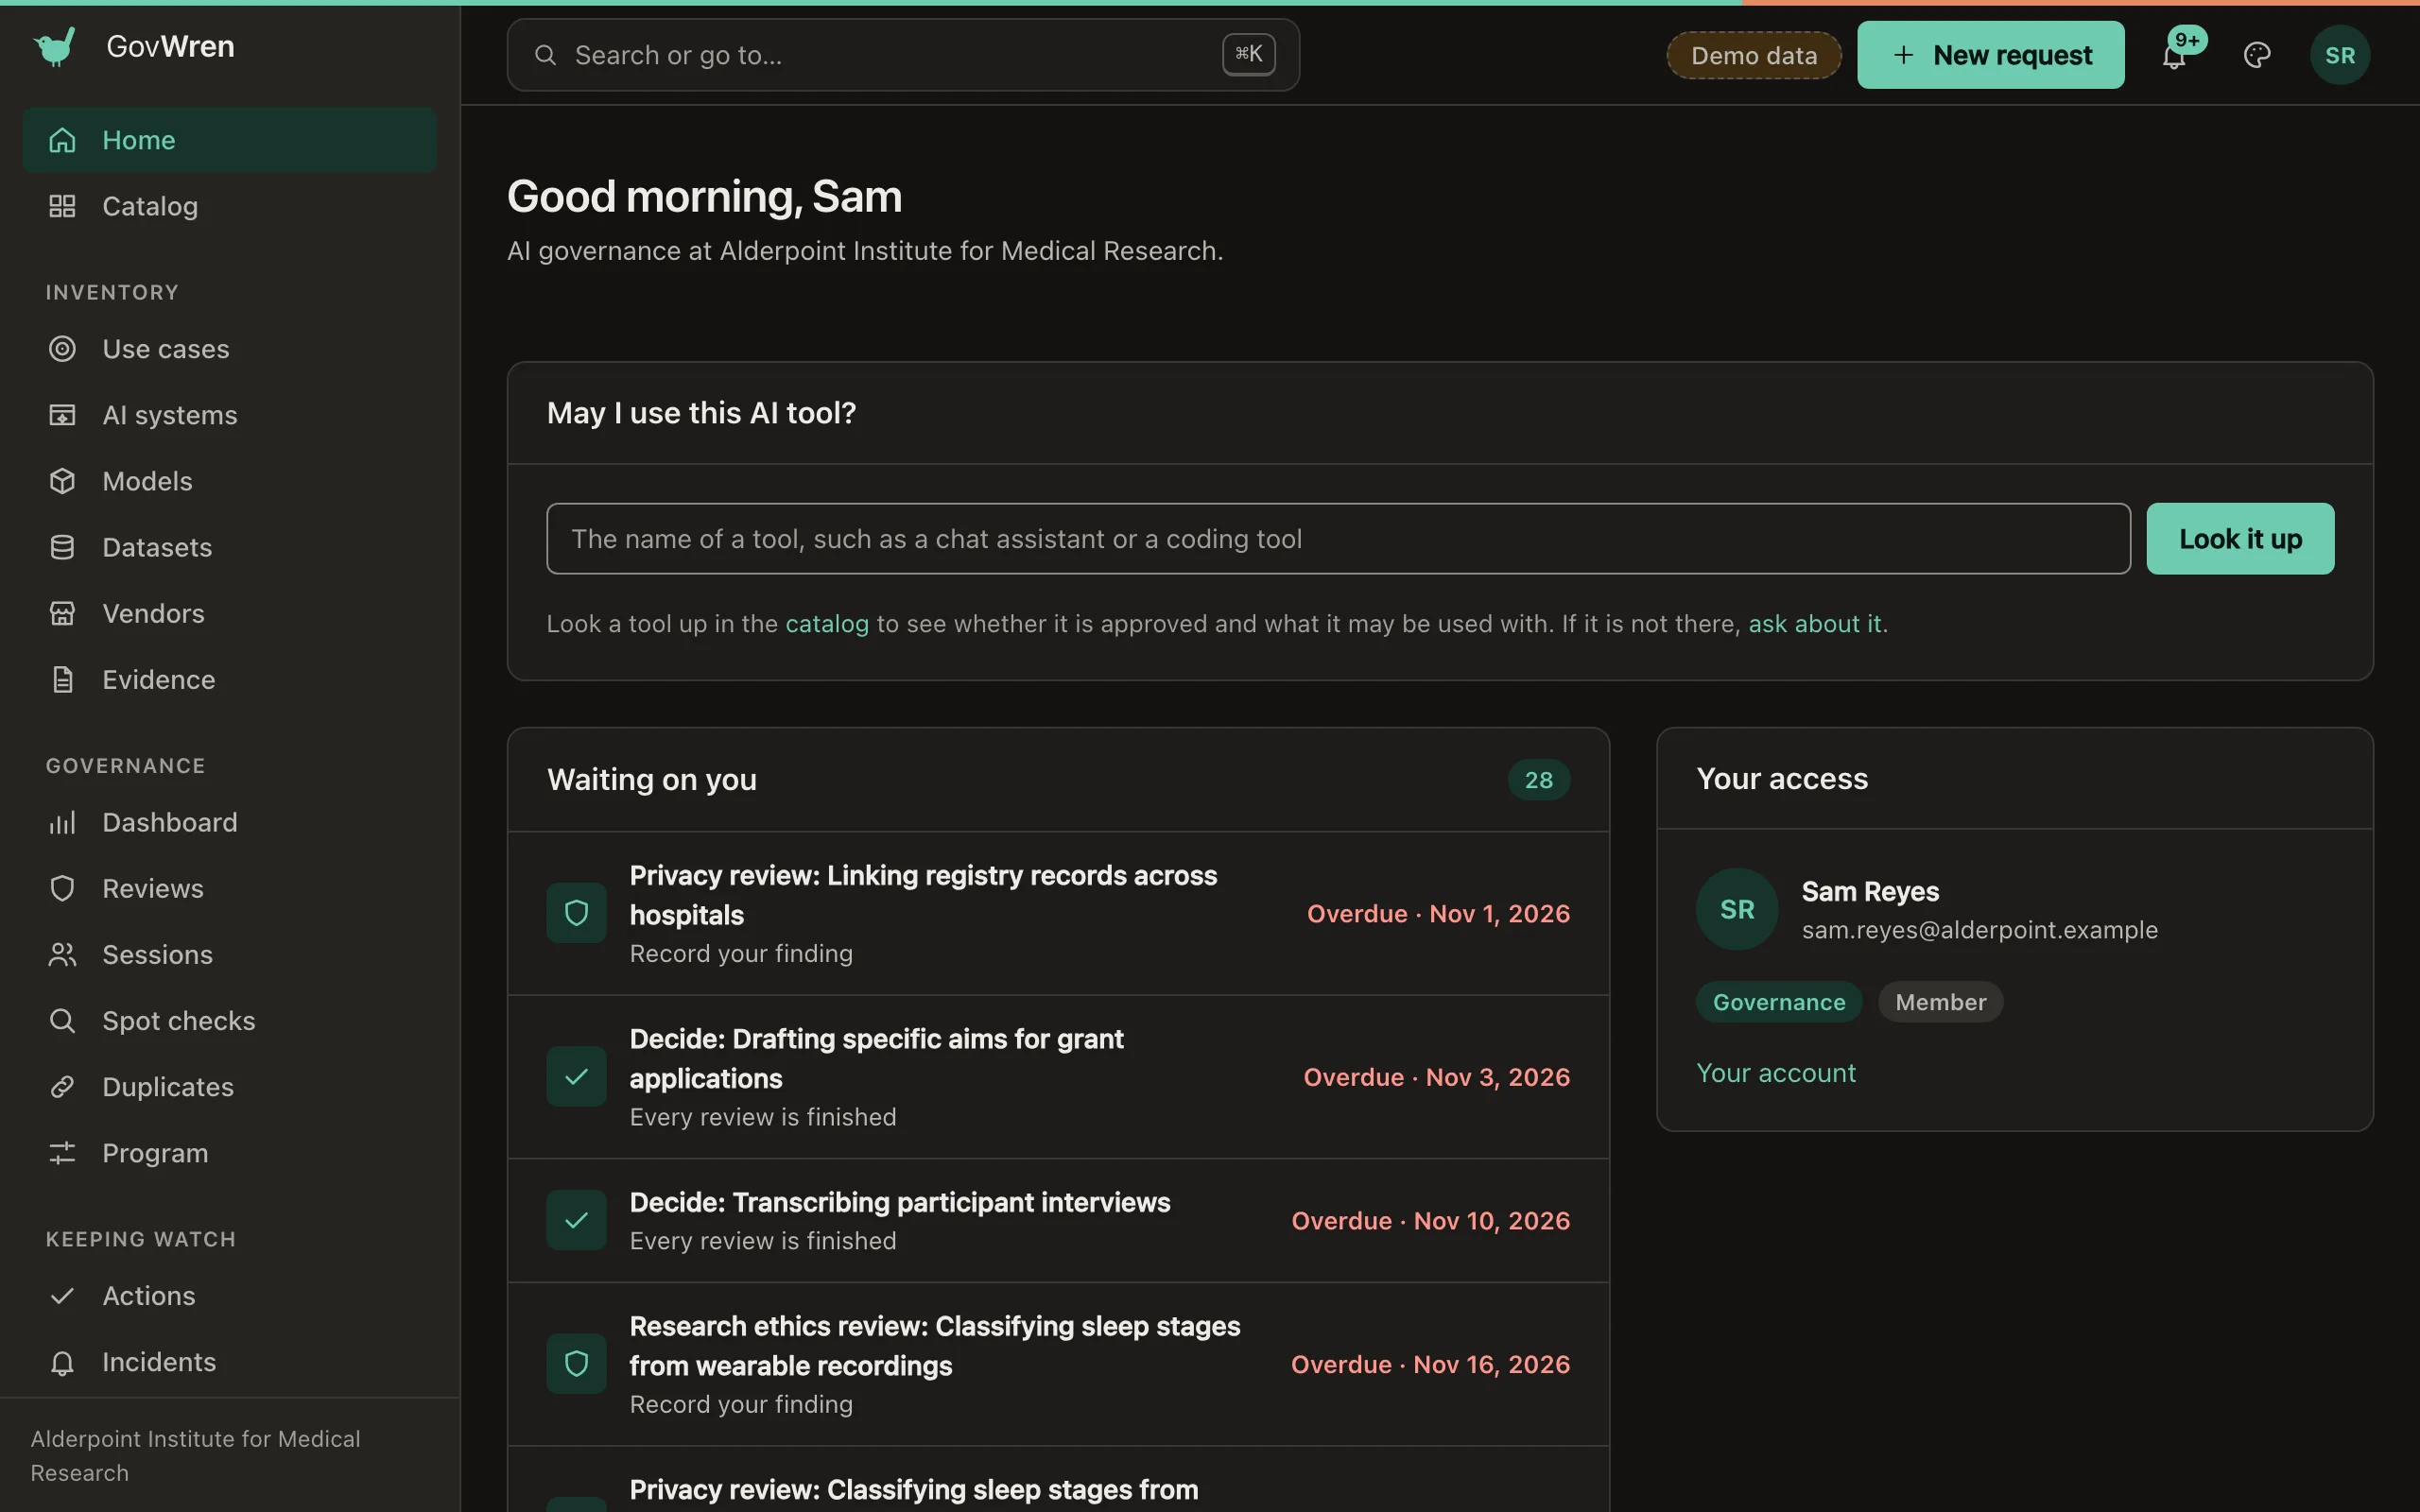 GovWren
Search or go to...
⌘K
Demo data
+ New request
9+
SR
Home
Catalog
INVENTORY
Use cases
AI systems
Models
Datasets
Vendors
Evidence
GOVERNANCE
Dashboard
Reviews
Sessions
Spot checks
Duplicates
Program
KEEPING WATCH
Actions
Incidents
Alderpoint Institute for Medical
Research
Good morning, Sam
AI governance at Alderpoint Institute for Medical Research.
May I use this AI tool?
The name of a tool, such as a chat assistant or a coding tool
Look it up
Look a tool up in the catalog to see whether it is approved and what it may be used with. If it is not there, ask about it.
Waiting on you
28
Privacy review: Linking registry records across
hospitals
Record your finding
Overdue · Nov 1, 2026
Decide: Drafting specific aims for grant
applications
Every review is finished
Overdue · Nov 3, 2026
Decide: Transcribing participant interviews
Every review is finished
Overdue · Nov 10, 2026
Research ethics review: Classifying sleep stages
from wearable recordings
Record your finding
Overdue · Nov 16, 2026
Privacy review: Classifying sleep stages from
Your access
SR
Sam Reyes
sam.reyes@alderpoint.example
Governance
Member
Your account